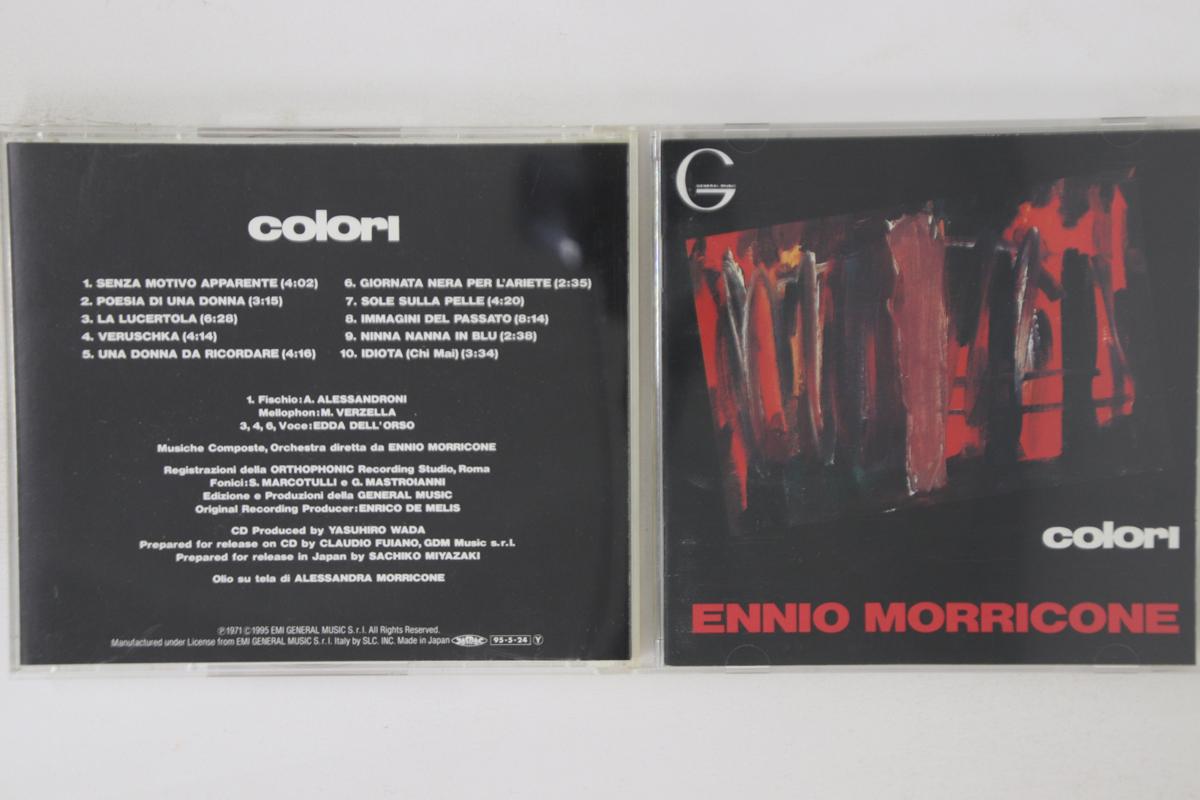 colori
1. SENZA MOTIVO APPARENTE (4:02)
2. POESIA DI UNA DONNA (3:15)
3. LA LUCERTOLA (6:28)
4. VERUSCHKA (4:14)
5. UNA DONNA DA RICORDARE (4:16)
6. GIORNATA NERA PER L'ARIETE (2:35)
7. SOLE SULLA PELLE (4:20)
8. IMMAGINI DEL PASSATO (8:14)
9. NINNA NANNA IN BLU (2:38)
10. IDIOTA (Chi Mai) (3:34)
1. Fischio: A. ALESSANDRONI
Mellophon: M. VERZELLA
3, 4, 6, Voce: EDDA DELL'ORSO
Musiche Composte, Orchestra diretta da ENNIO MORRICONE
Registrazioni della ORTHOPHONIC Recording Studio, Roma
Fonici: S. MARCOTULLI e G. MASTROIANNI
Edizione e Produzioni della GENERAL MUSIC
Original Recording Producer: ENRICO DE MELIS
CD Produced by YASUHIRO WADA
Prepared for release on CD by CLAUDIO FUIANO, GDM Music s.r.l.
Prepared for release in Japan by SACHIKO MIYAZAKI
Olio su tela di ALESSANDRA MORRICONE
℗1971 ©1995 EMI GENERAL MUSIC S.r.l. All Rights Reserved.
Manufactured under License from EMI GENERAL MUSIC S.r.l. Italy by SLC. INC. Made in Japan 95-5-24 Y
G
GENERAL MUSIC
colori
ENNIO MORRICONE